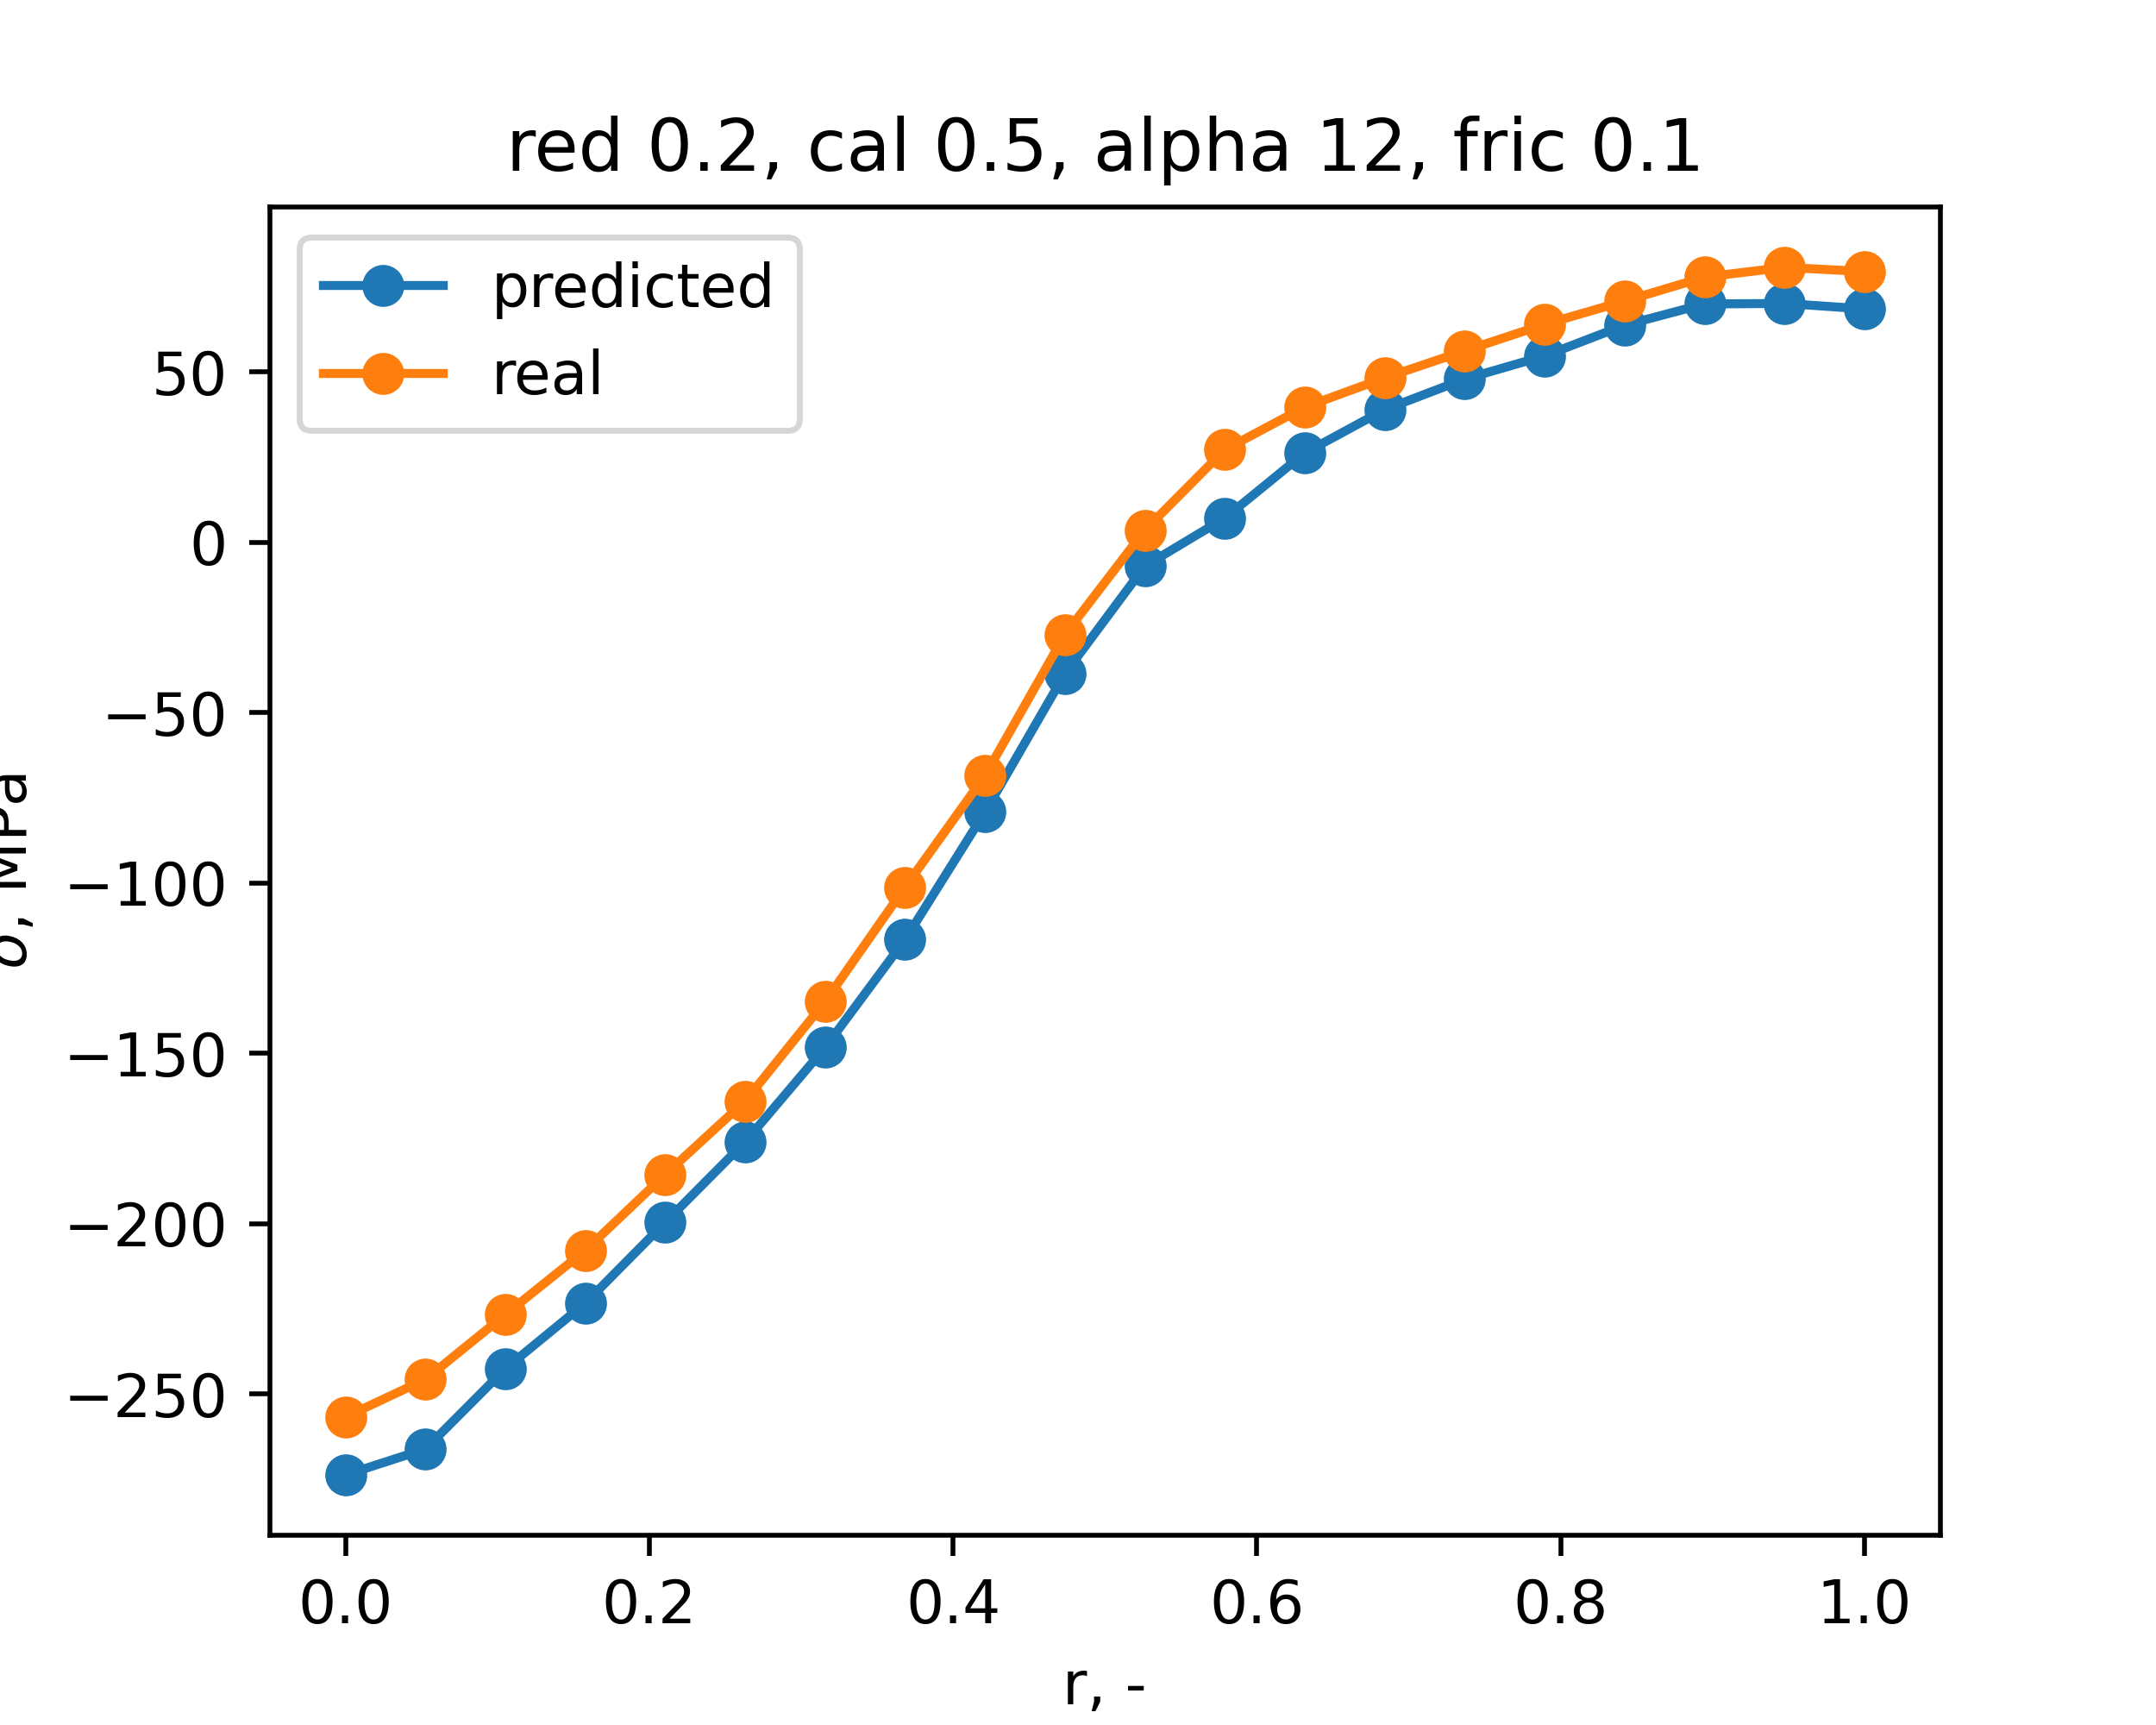 red 0.2, cal 0.5, alpha 12, fric 0.1
predicted
real
50
0
−50
−100
−150
−200
−250
σ, MPa
0.0 0.2 0.4 0.6 0.8 1.0
r, -